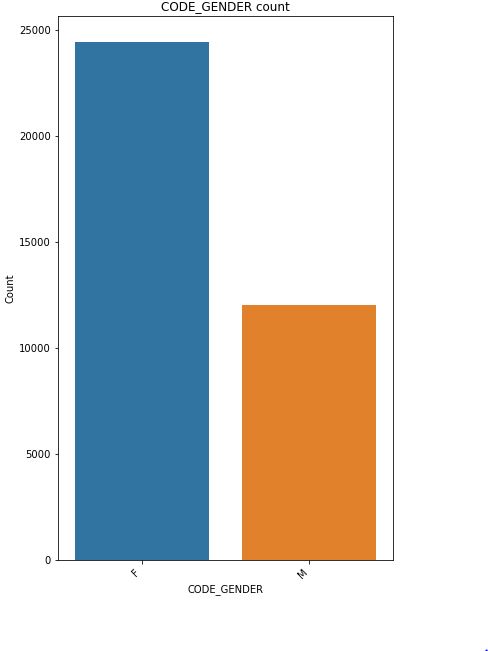 CODE_GENDER count
25000
20000
15000
10000
5000
0
Count
F
M
CODE_GENDER